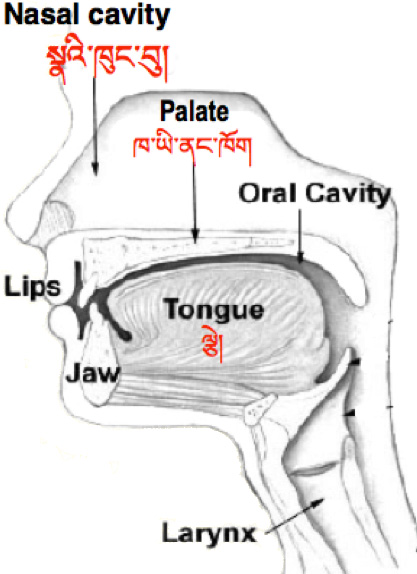 Nasal cavity
སྣའི་ཁུང་བུ།
Palate
ཁ་ཡི་ནང་ཁོག
Oral Cavity
Lips
Tongue
ལྕེ།
Jaw
Larynx